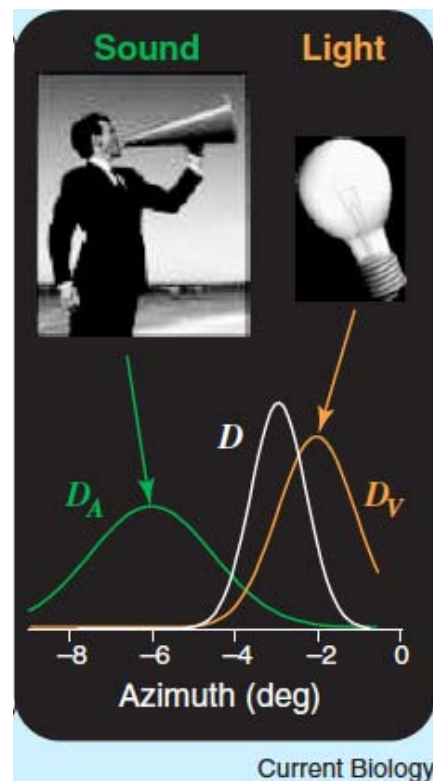 Sound Light
D
D_A D_V
–8 –6 –4 –2 0
Azimuth (deg)
Current Biology